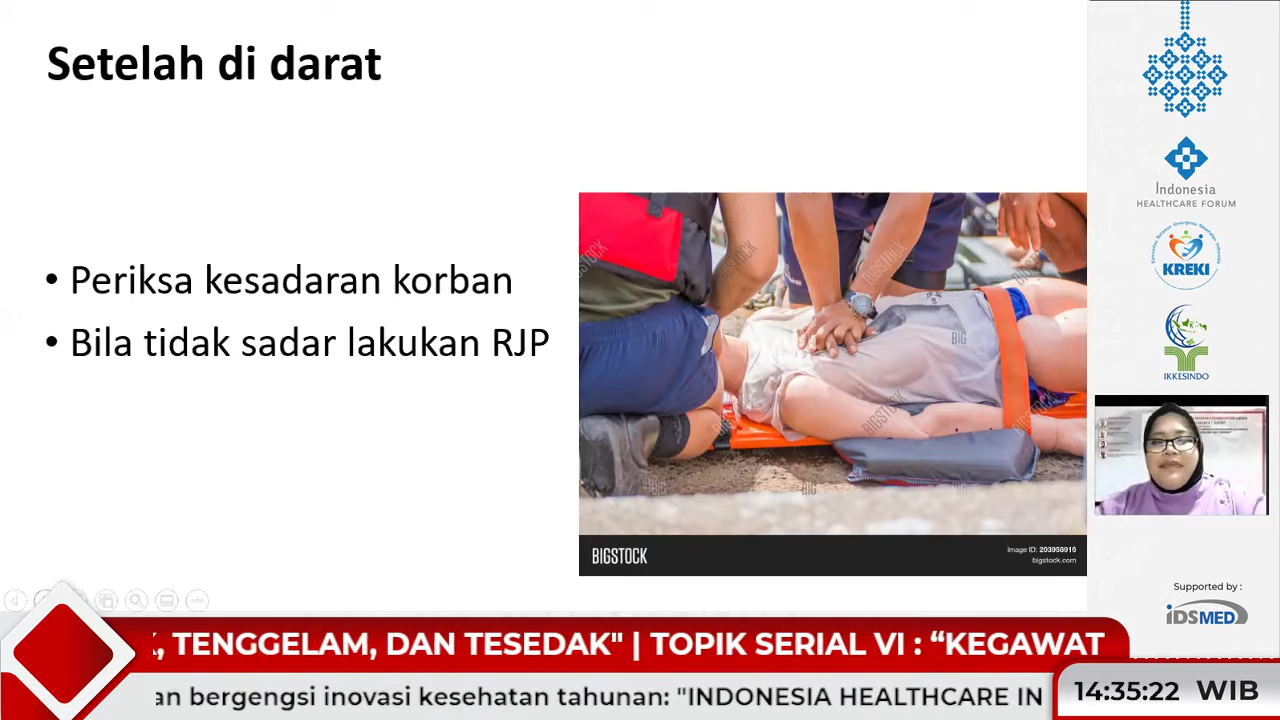 Setelah di darat
• Periksa kesadaran korban
• Bila tidak sadar lakukan RJP
BIGSTOCK
Image ID: 203958916
bigstock.com
Indonesia
HEALTHCARE FORUM
KREKI
IKKESINDO
Supported by :
iDSMED
, TENGGELAM, DAN TESEDAK" | TOPIK SERIAL VI : “KEGAWAT
an bergengsi inovasi kesehatan tahunan: "INDONESIA HEALTHCARE IN
14:35:22 WIB